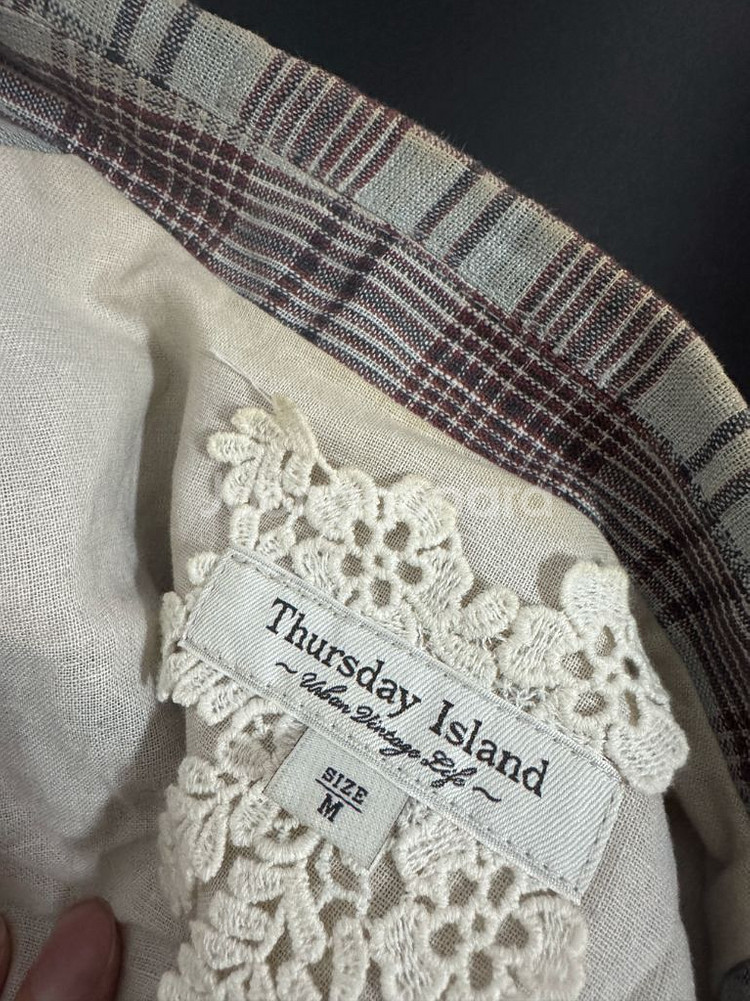 Thursday Island
~ Urban Vintage Life ~
SIZE
M